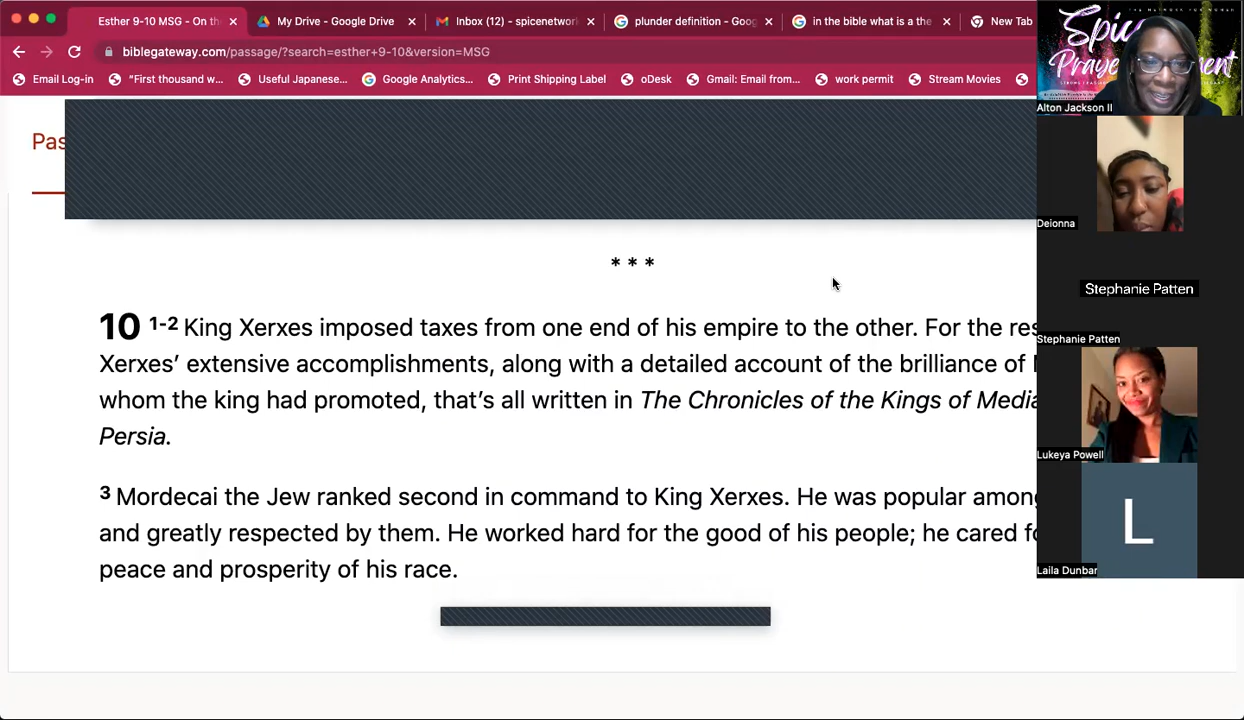 Esther 9-10 MSG - On th
My Drive - Google Drive
Inbox (12) - spicenetwork
plunder definition - Goog
in the bible what is a the
New Tab
biblegateway.com/passage/?search=esther+9-10&version=MSG
Email Log-in
"First thousand w...
Useful Japanese...
Google Analytics...
Print Shipping Label
oDesk
Gmail: Email from...
work permit
Stream Movies
Pas
* * *
10 1-2 King Xerxes imposed taxes from one end of his empire to the other. For the res
Xerxes’ extensive accomplishments, along with a detailed account of the brilliance of
whom the king had promoted, that’s all written in The Chronicles of the Kings of Media
Persia.
3 Mordecai the Jew ranked second in command to King Xerxes. He was popular among
and greatly respected by them. He worked hard for the good of his people; he cared fo
peace and prosperity of his race.
Spice
Praye ment
Alton Jackson II
Deionna
Stephanie Patten
Stephanie Patten
Lukeya Powell
L
Laila Dunbar